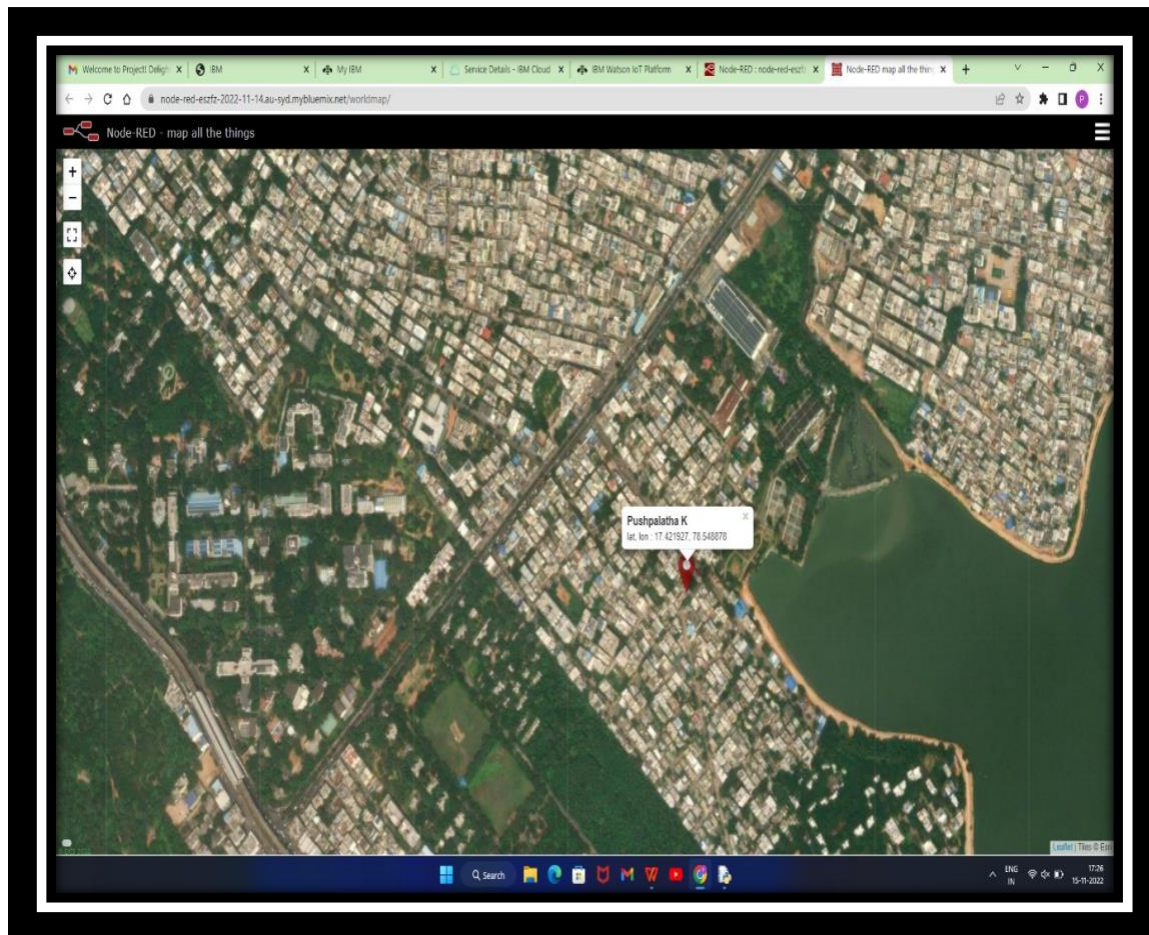 Welcome to Project! Deligh
IBM
My IBM
Service Details - IBM Cloud
IBM Watson IoT Platform
Node-RED : node-red-eszfz
Node-RED map all the thin
node-red-eszfz-2022-11-14.au-syd.mybluemix.net/worldmap/
P
Node-RED - map all the things
+
−
Pushpalatha K
lat, lon : 17.421927, 78.548878
Leaflet | Tiles © Esri
Search
ENG
IN
17:26
15-11-2022